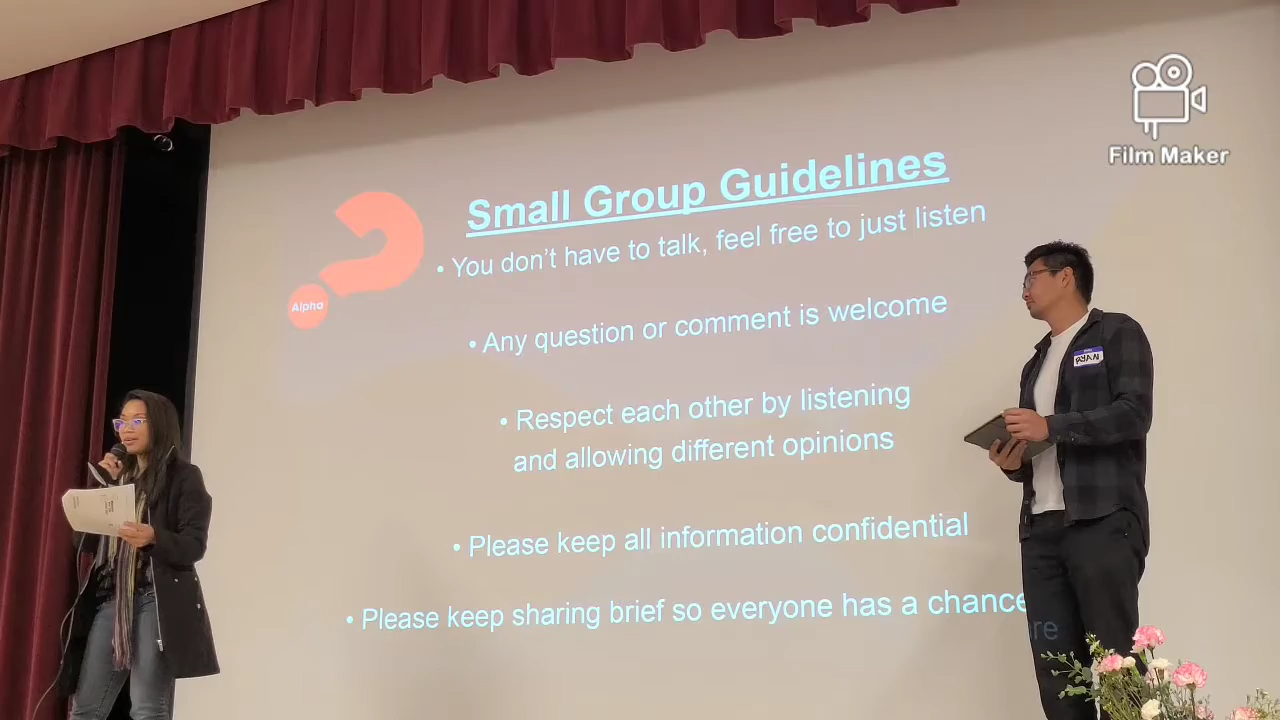 Film Maker
Small Group Guidelines
• You don't have to talk, feel free to just listen
Alpha
• Any question or comment is welcome
RYAN
• Respect each other by listening
and allowing different opinions
• Please keep all information confidential
• Please keep sharing brief so everyone has a chance